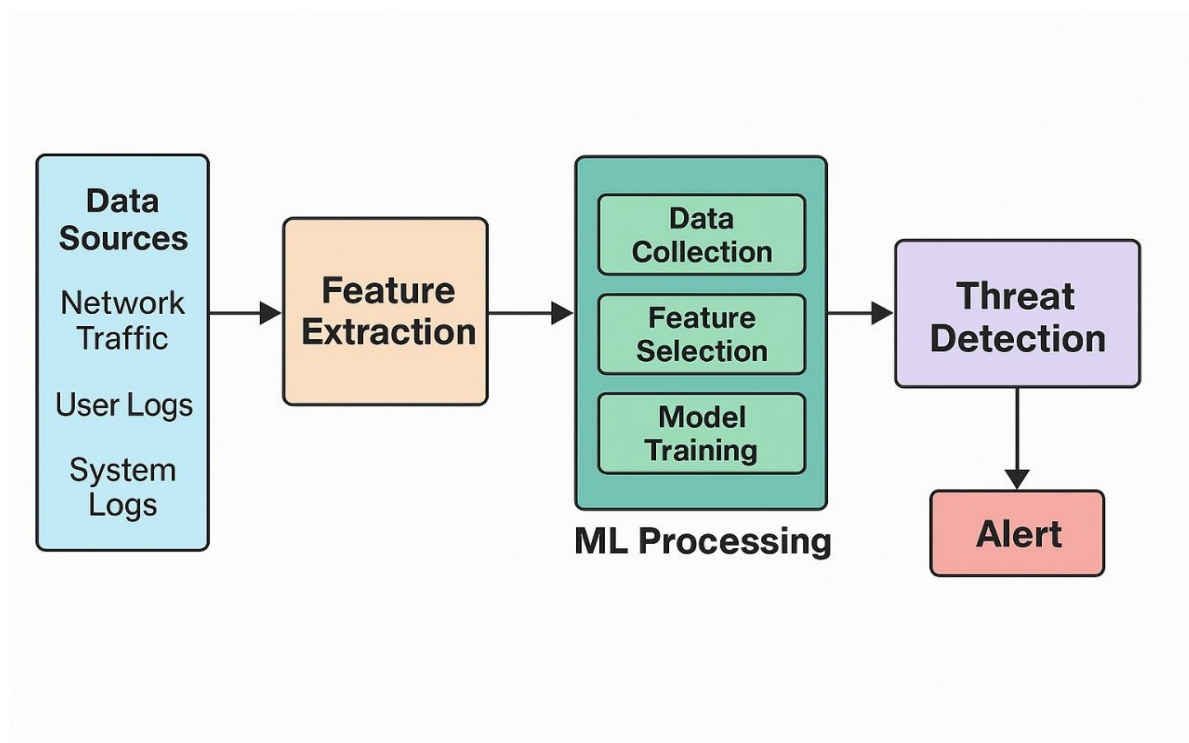 Data
Sources
Network
Traffic
User Logs
System
Logs
Feature
Extraction
Data
Collection
Feature
Selection
Model
Training
ML Processing
Threat
Detection
Alert